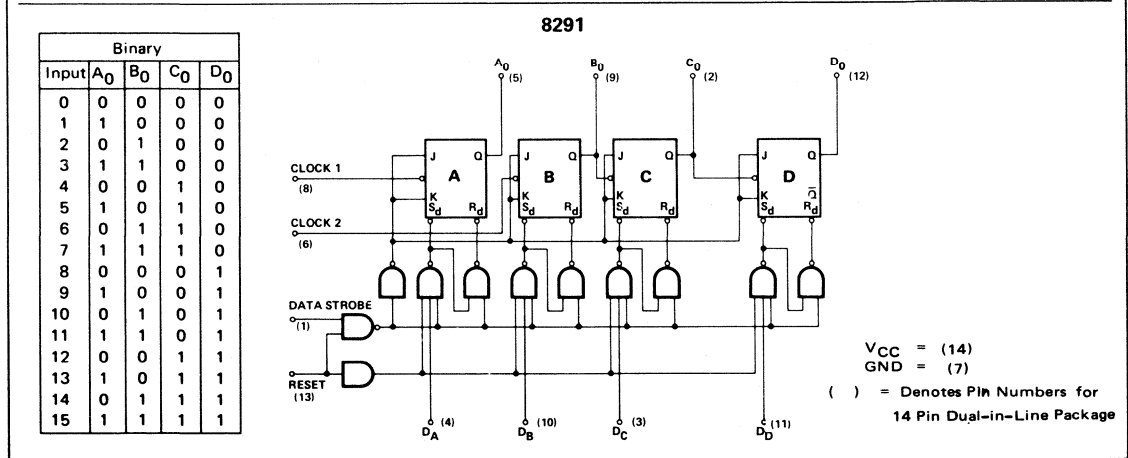 8291
Binary
Input A0 B0 C0 D0
0 0 0 0 0
1 1 0 0 0
2 0 1 0 0
3 1 1 0 0
4 0 0 1 0
5 1 0 1 0
6 0 1 1 0
7 1 1 1 0
8 0 0 0 1
9 1 0 0 1
10 0 1 0 1
11 1 1 0 1
12 0 0 1 1
13 1 0 1 1
14 0 1 1 1
15 1 1 1 1
A0 (5)
B0 (9)
C0 (2)
D0 (12)
J Q
A
K
Sd Rd
J Q
B
K
Sd Rd
J Q
C
K
Sd Rd
J Q
D
K Q̅
Sd Rd
CLOCK 1
(8)
CLOCK 2
(6)
DATA STROBE
(1)
RESET
(13)
DA (4)
DB (10)
DC (3)
DD (11)
VCC = (14)
GND = (7)
( ) = Denotes Pin Numbers for
14 Pin Dual-in-Line Package